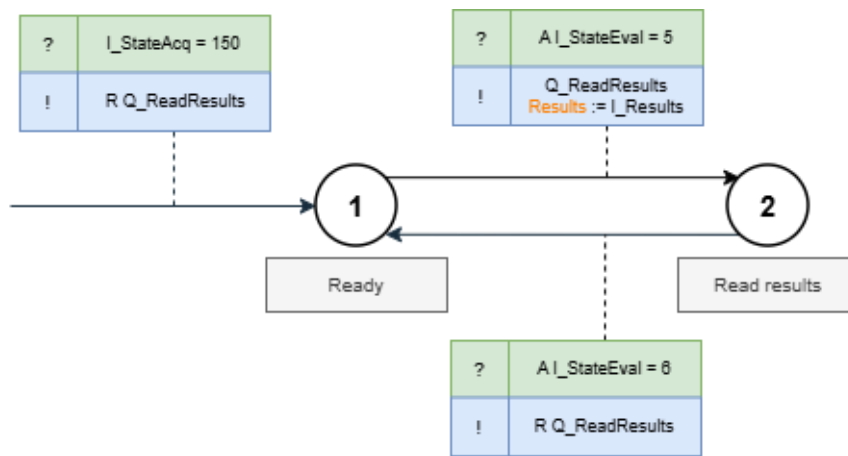 ? I_StateAcq = 150
! R Q_ReadResults
? A I_StateEval = 5
! Q_ReadResults
Results := I_Results
1
2
Ready
Read results
? A I_StateEval = 6
! R Q_ReadResults